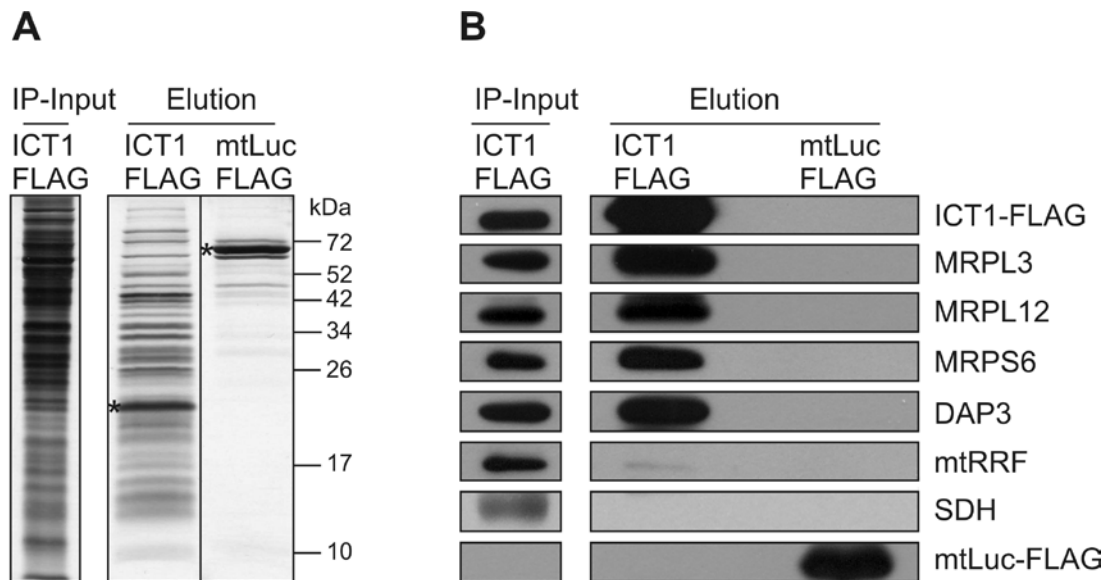 A
IP-Input Elution
ICT1 ICT1 mtLuc
FLAG FLAG FLAG
kDa
72
*
52
42
34
26
*
17
10
B
IP-Input Elution
ICT1 ICT1 mtLuc
FLAG FLAG FLAG
ICT1-FLAG
MRPL3
MRPL12
MRPS6
DAP3
mtRRF
SDH
mtLuc-FLAG